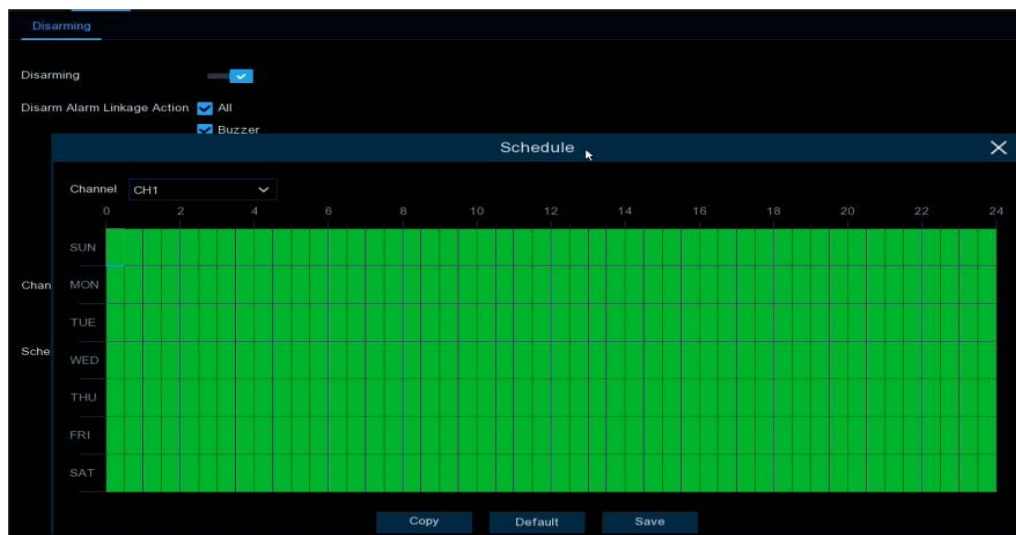 Disarming
Disarming
Disarm Alarm Linkage Action All
Buzzer
Schedule
Channel CH1
0 2 4 6 8 10 12 14 16 18 20 22 24
SUN
Chan MON
TUE
Sche WED
THU
FRI
SAT
Copy Default Save